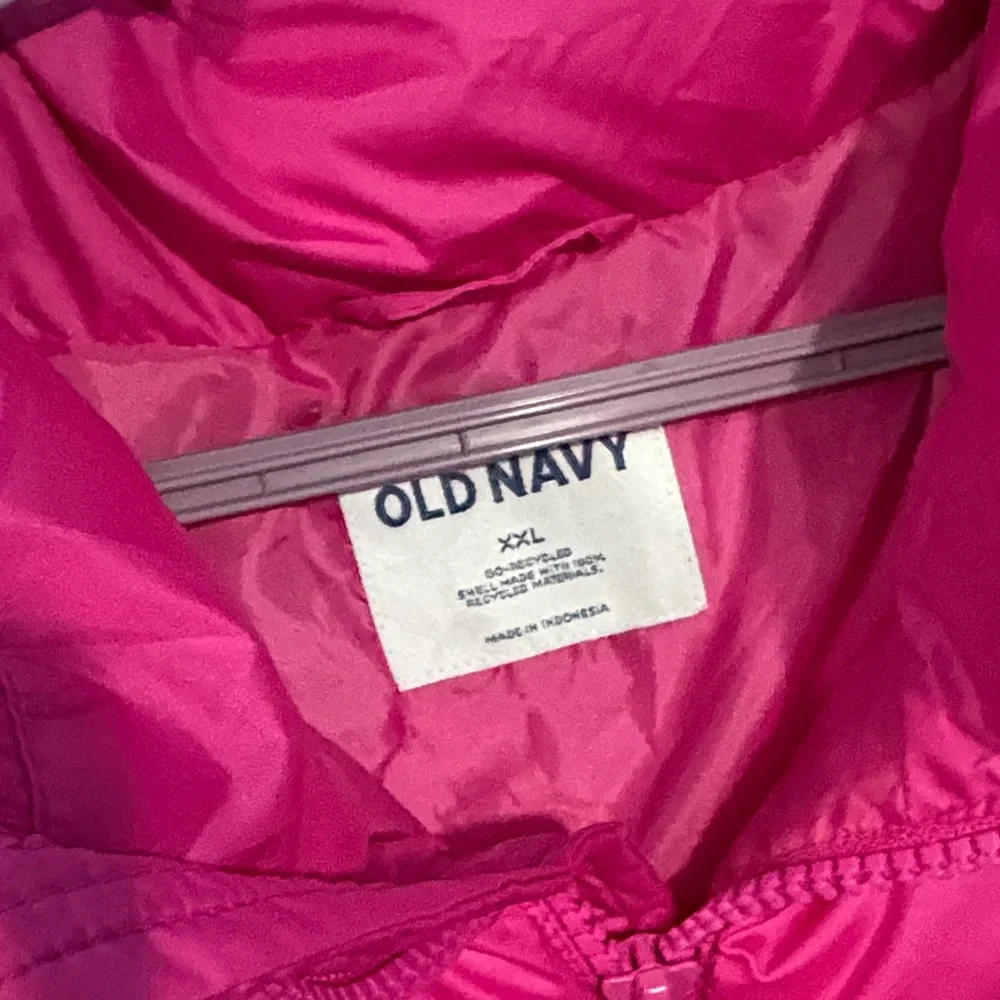 OLD NAVY
XXL
GO-RECYCLED
SHELL MADE WITH 100%
RECYCLED MATERIALS.
MADE IN INDONESIA